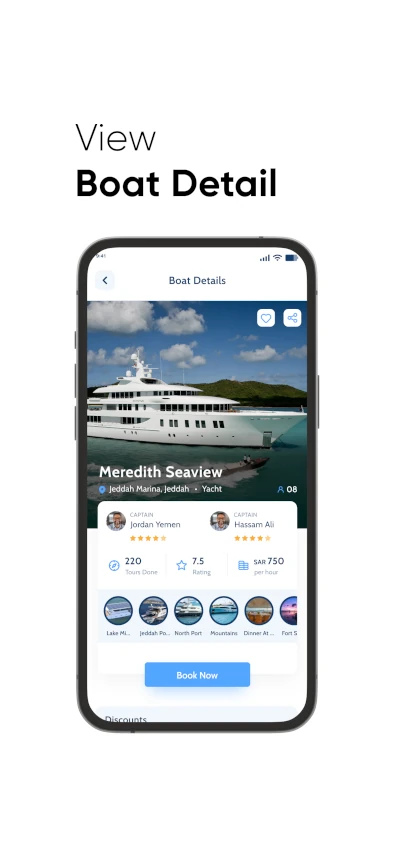 View
Boat Detail
9:41
Boat Details
Meredith Seaview
Jeddah Marina, Jeddah • Yacht
08
CAPTAIN
Jordan Yemen
CAPTAIN
Hassam Ali
220
Tours Done
7.5
Rating
SAR 750
per hour
Lake Mi...
Jeddah Po...
North Port
Mountains
Dinner At ...
Fort S
Book Now
Discounts